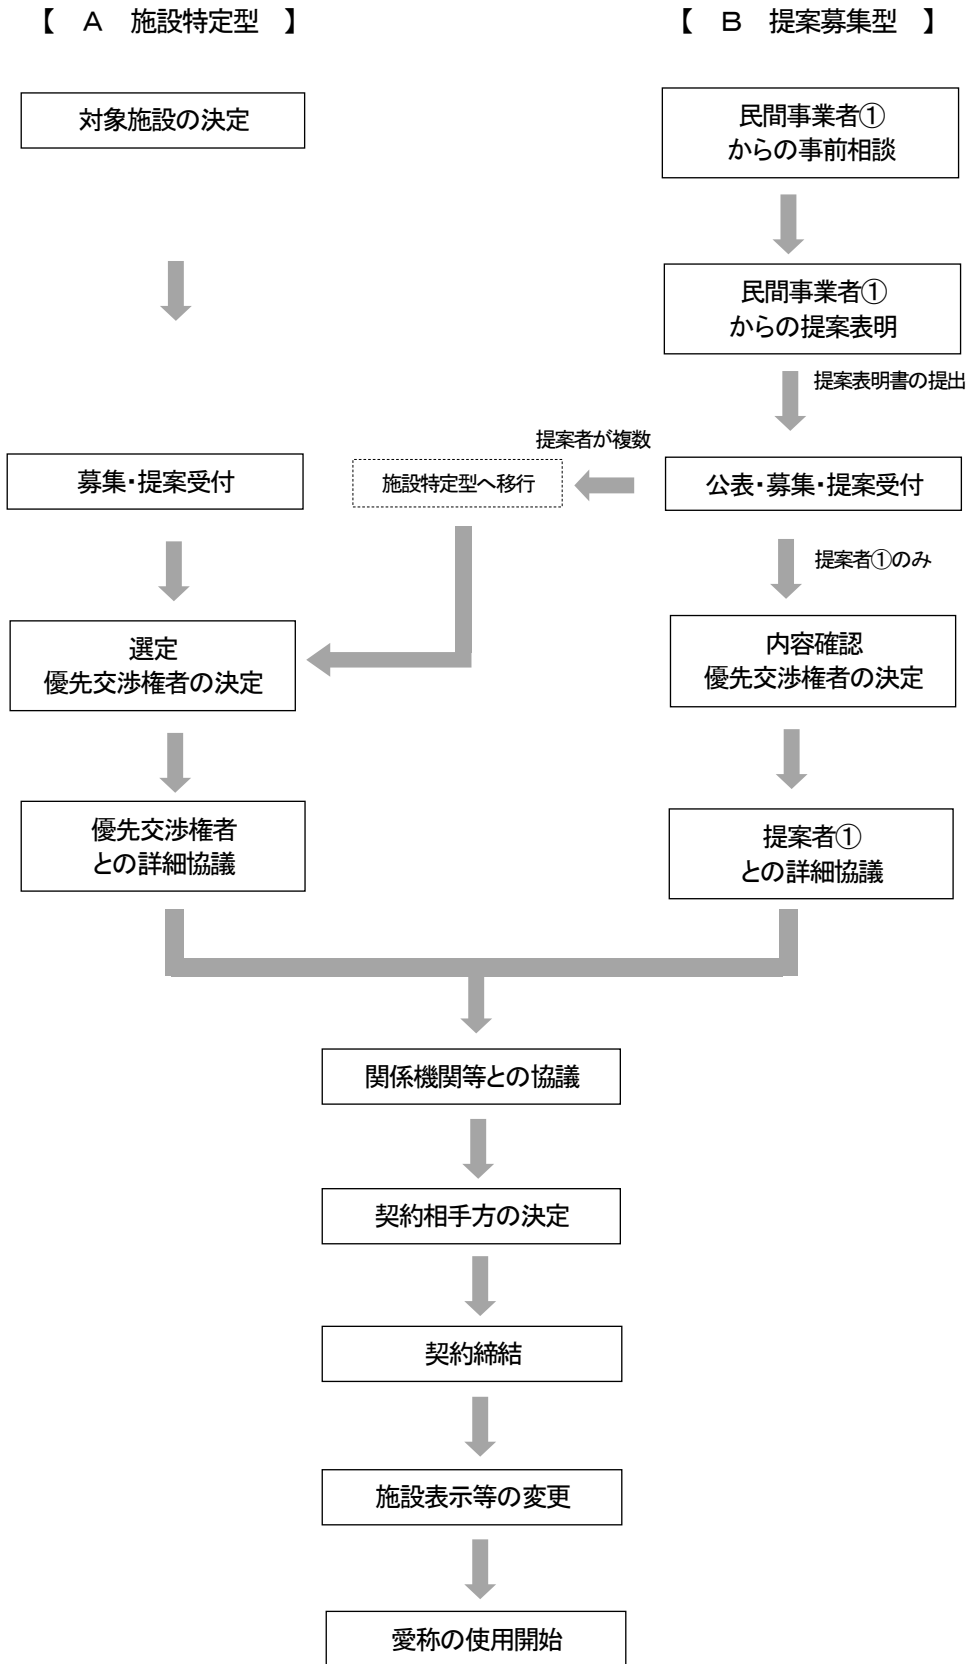 【 A 施設特定型 】
【 B 提案募集型 】
対象施設の決定
民間事業者①
からの事前相談
民間事業者①
からの提案表明
提案表明書の提出
提案者が複数
募集・提案受付
施設特定型へ移行
公表・募集・提案受付
提案者①のみ
選定
優先交渉権者の決定
内容確認
優先交渉権者の決定
優先交渉権者
との詳細協議
提案者①
との詳細協議
関係機関等との協議
契約相手方の決定
契約締結
施設表示等の変更
愛称の使用開始